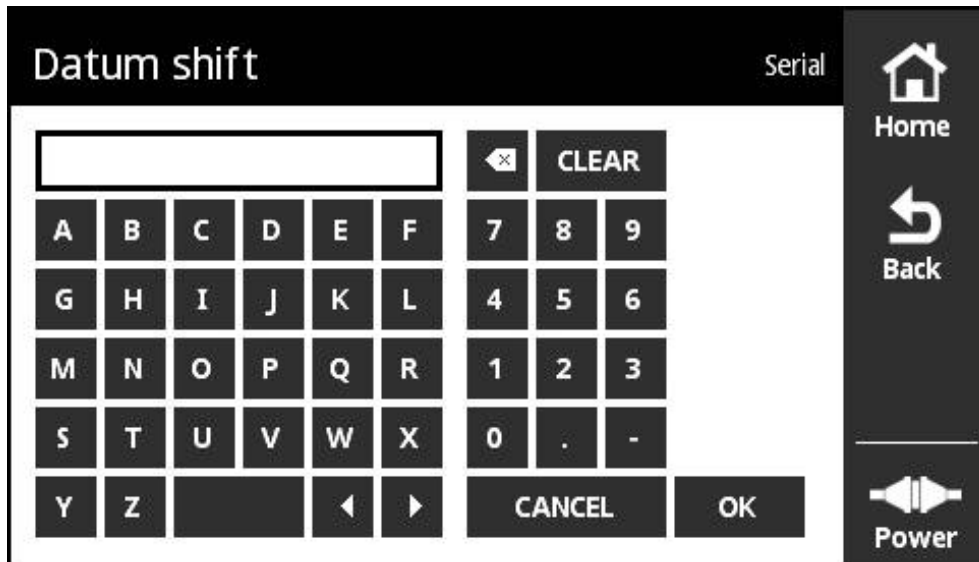 Datum shift
Serial
Home
CLEAR
A B C D E F 7 8 9
Back
G H I J K L 4 5 6
M N O P Q R 1 2 3
S T U V W X 0 . -
Y Z CANCEL OK
Power